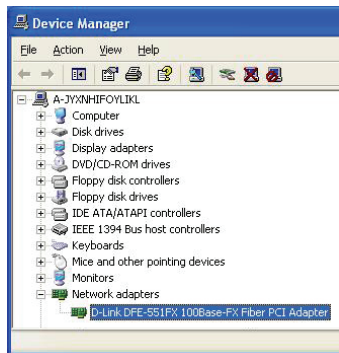 Device Manager
File Action View Help
A-JYXNHIFOYLIKL
Computer
Disk drives
Display adapters
DVD/CD-ROM drives
Floppy disk controllers
Floppy disk drives
IDE ATA/ATAPI controllers
IEEE 1394 Bus host controllers
Keyboards
Mice and other pointing devices
Monitors
Network adapters
D-Link DFE-551FX 100Base-FX Fiber PCI Adapter